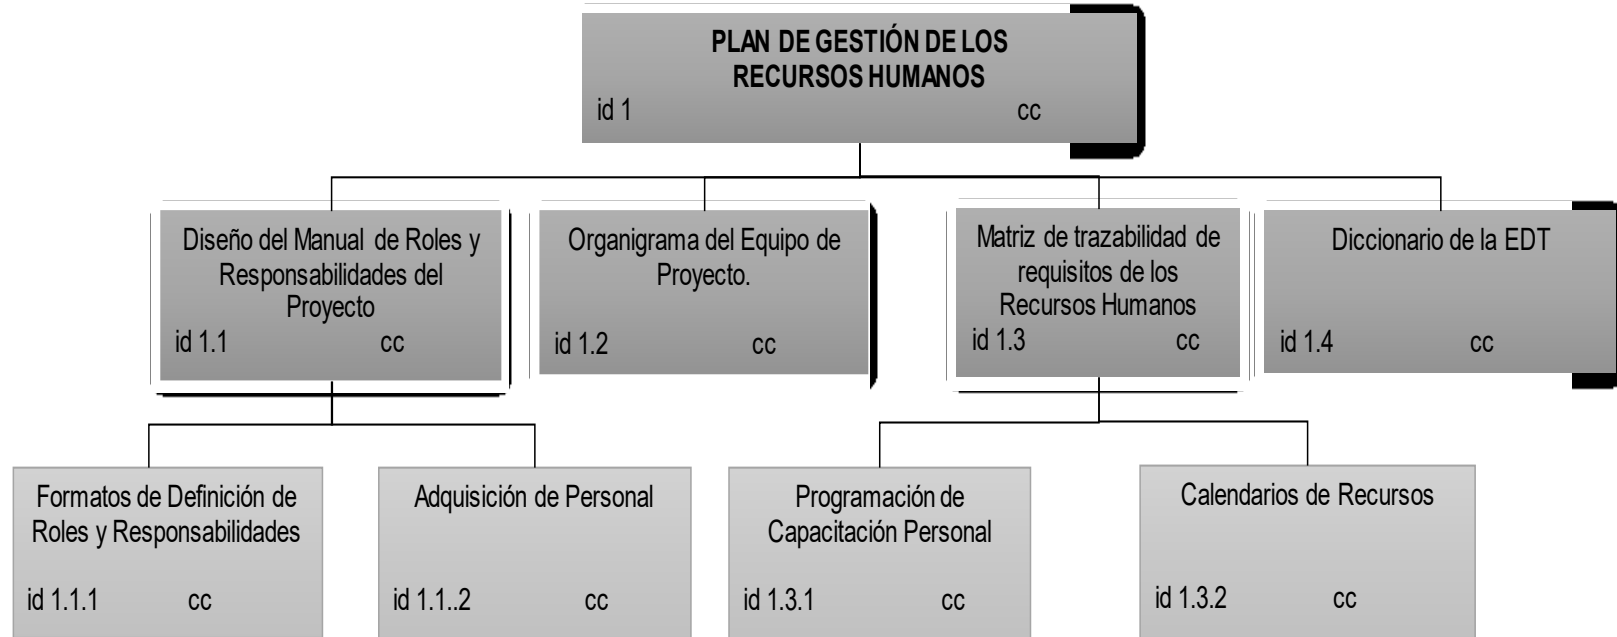 PLAN DE GESTIÓN DE LOS
RECURSOS HUMANOS
id 1 cc
Diseño del Manual de Roles y
Responsabilidades del
Proyecto
id 1.1 cc
Organigrama del Equipo de
Proyecto.
id 1.2 cc
Matriz de trazabilidad de
requisitos de los
Recursos Humanos
id 1.3 cc
Diccionario de la EDT
id 1.4 cc
Formatos de Definición de
Roles y Responsabilidades
id 1.1.1 cc
Adquisición de Personal
id 1.1..2 cc
Programación de
Capacitación Personal
id 1.3.1 cc
Calendarios de Recursos
id 1.3.2 cc